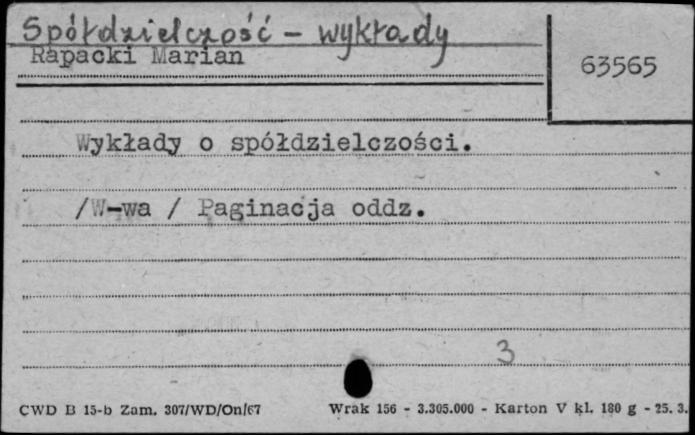 Spółdzielczość - wykłady
Rapacki Marian
63565
Wykłady o spółdzielczości.
/W-wa / Paginacja oddz.
3
CWD B 15-b Zam. 307/WD/On/67 Wrak 156 - 3.305.000 - Karton V kl. 180 g - 25. 3.